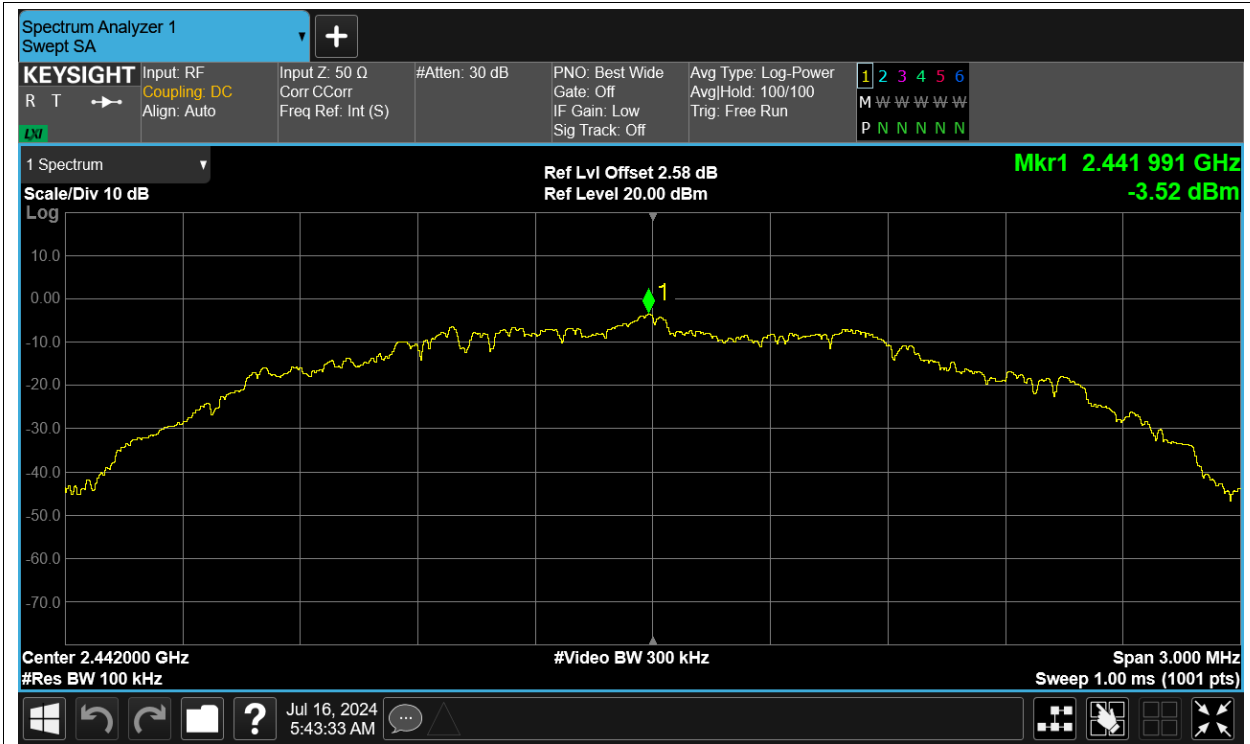 Spectrum Analyzer 1
Swept SA
KEYSIGHT
R T
LXI
Input: RF
Coupling: DC
Align: Auto
Input Z: 50 Ω
Corr CCorr
Freq Ref: Int (S)
#Atten: 30 dB
PNO: Best Wide
Gate: Off
IF Gain: Low
Sig Track: Off
Avg Type: Log-Power
Avg|Hold: 100/100
Trig: Free Run
1 2 3 4 5 6
M W W W W W
P N N N N N
1 Spectrum
Scale/Div 10 dB
Log
Ref Lvl Offset 2.58 dB
Ref Level 20.00 dBm
Mkr1 2.441 991 GHz
-3.52 dBm
10.0
0.00
-10.0
-20.0
-30.0
-40.0
-50.0
-60.0
-70.0
1
Center 2.442000 GHz
#Res BW 100 kHz
#Video BW 300 kHz
Span 3.000 MHz
Sweep 1.00 ms (1001 pts)
?
Jul 16, 2024
5:43:33 AM